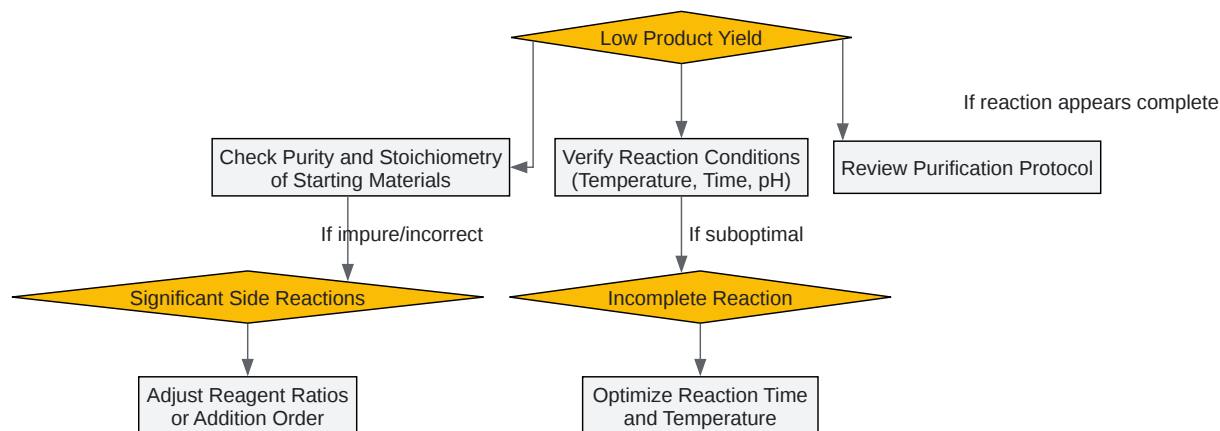 Low Product Yield
If reaction appears complete
Check Purity and Stoichiometry
of Starting Materials
Verify Reaction Conditions
(Temperature, Time, pH)
Review Purification Protocol
If impure/incorrect
If suboptimal
Significant Side Reactions
Incomplete Reaction
Adjust Reagent Ratios
or Addition Order
Optimize Reaction Time
and Temperature